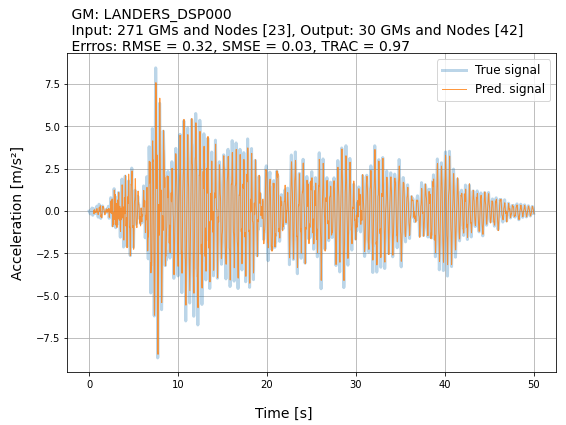 GM: LANDERS_DSP000
Input: 271 GMs and Nodes [23], Output: 30 GMs and Nodes [42]
Errros: RMSE = 0.32, SMSE = 0.03, TRAC = 0.97
True signal
Pred. signal
7.5
5.0
2.5
0.0
−2.5
−5.0
−7.5
Acceleration [m/s²]
0 10 20 30 40 50
Time [s]